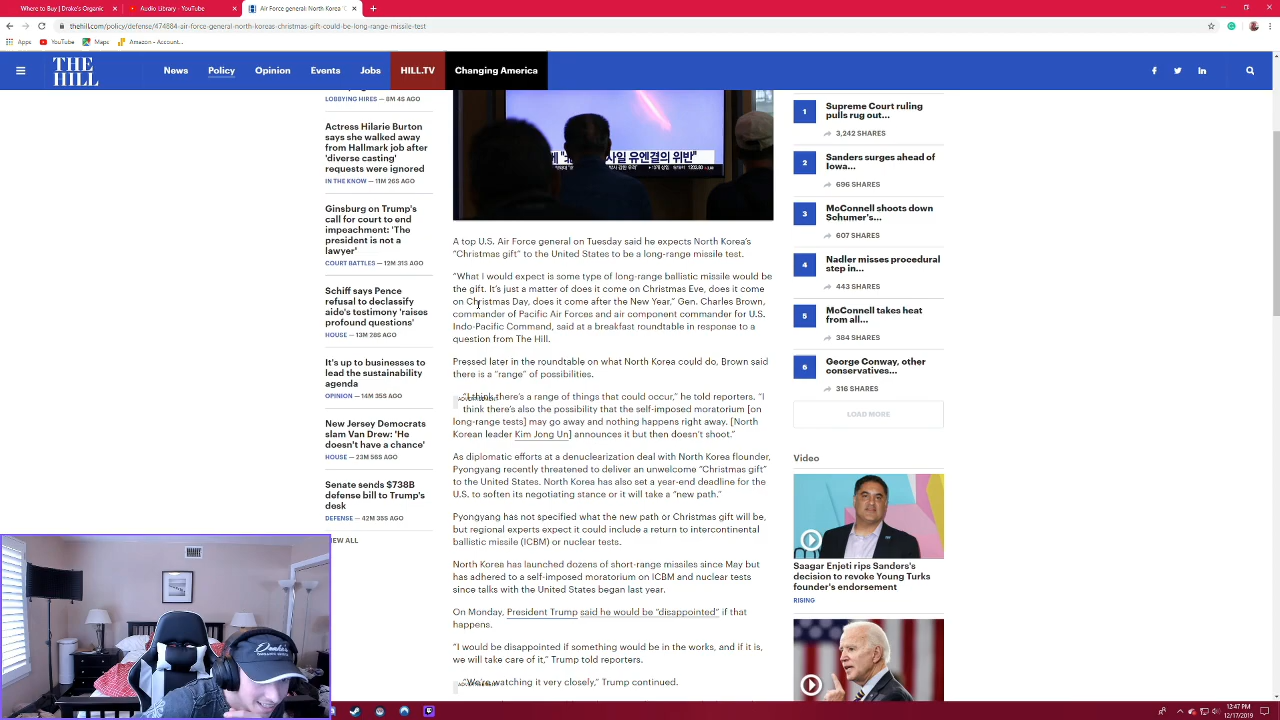 Where to Buy | Drake's Organic
Audio Library - YouTube
Air Force general: North Korea "C
thehill.com/policy/defense/474884-air-force-general-north-koreas-christmas-gift-could-be-long-range-missile-test
Apps
YouTube
Maps
Amazon - Account...
THE HILL
News
Policy
Opinion
Events
Jobs
HILL.TV
Changing America
LOBBYING HIRES — 8M 4S AGO
Actress Hilarie Burton
says she walked away
from Hallmark job after
'diverse casting'
requests were ignored
IN THE KNOW — 11M 26S AGO
Ginsburg on Trump's
call for court to end
impeachment: 'The
president is not a
lawyer'
COURT BATTLES — 12M 31S AGO
Schiff says Pence
refusal to declassify
aide's testimony 'raises
profound questions'
HOUSE — 13M 28S AGO
It's up to businesses to
lead the sustainability
agenda
OPINION — 14M 35S AGO
New Jersey Democrats
slam Van Drew: 'He
doesn't have a chance'
HOUSE — 23M 56S AGO
Senate sends $738B
defense bill to Trump's
desk
DEFENSE — 42M 35S AGO
IEW ALL
사일 유엔결의 위반"
A top U.S. Air Force general on Tuesday said he expects North Korea's
"Christmas gift" to the United States to be a long-range missile test.
"What I would expect is some type of long-range ballistic missile would be
the gift. It's just a matter of does it come on Christmas Eve, does it come
on Christmas Day, does it come after the New Year," Gen. Charles Brown,
commander of Pacific Air Forces and air component commander for U.S.
Indo-Pacific Command, said at a breakfast roundtable in response to a
question from The Hill.
Pressed later in the roundtable on what North Korea could do, Brown said
there is a "range" of possibilities.
"I think there's a range of things that could occur," he told reporters. "I
think there's also the possibility that the self-imposed moratorium [on
long-range tests] may go away and nothing happens right away. [North
Korean leader Kim Jong Un] announces it but then doesn't shoot."
As diplomatic efforts at a denuclearization deal with North Korea flounder,
Pyongyang recently threatened to deliver an unwelcome "Christmas gift"
to the United States. North Korea has also set a year-end deadline for the
U.S. to soften its negotiating stance or it will take a "new path."
Pyongyang has not specified what the new path or Christmas gift will be,
but regional experts expect it could include a return to intercontinental
ballistic missile (ICBM) or nuclear tests.
North Korea has launched dozens of short-range missiles since May but
has adhered to a self-imposed moratorium on ICBM and nuclear tests
since talks with the United States began last year.
On Monday, President Trump said he would be "disappointed" if that
happens.
"I would be disappointed if something would be in the works, and if it is,
we will take care of it," Trump told reporters.
"We're watching it very closely," Trump continued.
1
Supreme Court ruling
pulls rug out...
3,242 SHARES
2
Sanders surges ahead of
Iowa...
696 SHARES
3
McConnell shoots down
Schumer's...
607 SHARES
4
Nadler misses procedural
step in...
443 SHARES
5
McConnell takes heat
from all...
384 SHARES
6
George Conway, other
conservatives...
316 SHARES
LOAD MORE
Video
Saagar Enjeti rips Sanders's
decision to revoke Young Turks
founder's endorsement
RISING
Drake's
12:47 PM
12/17/2019